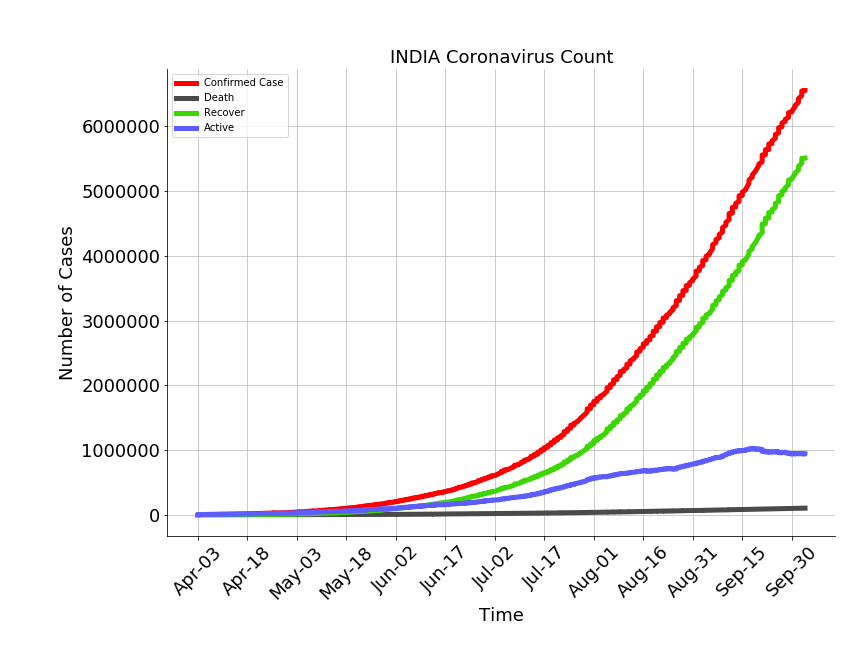 INDIA Coronavirus Count
Confirmed Case
Death
Recover
Active
6000000
5000000
4000000
3000000
2000000
1000000
0
Number of Cases
Apr-03
Apr-18
May-03
May-18
Jun-02
Jun-17
Jul-02
Jul-17
Aug-01
Aug-16
Aug-31
Sep-15
Sep-30
Time